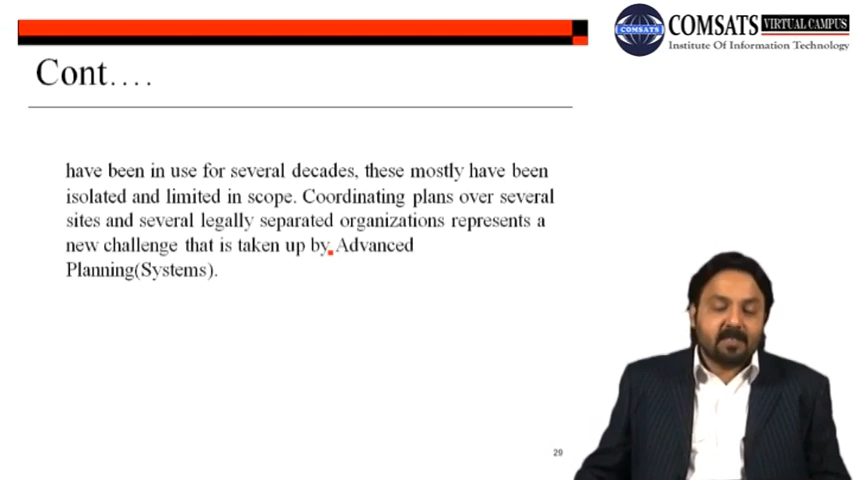 COMSATS
COMSATS VIRTUAL CAMPUS
Institute Of Information Technology
Cont….
have been in use for several decades, these mostly have been
isolated and limited in scope. Coordinating plans over several
sites and several legally separated organizations represents a
new challenge that is taken up by Advanced
Planning(Systems).
29